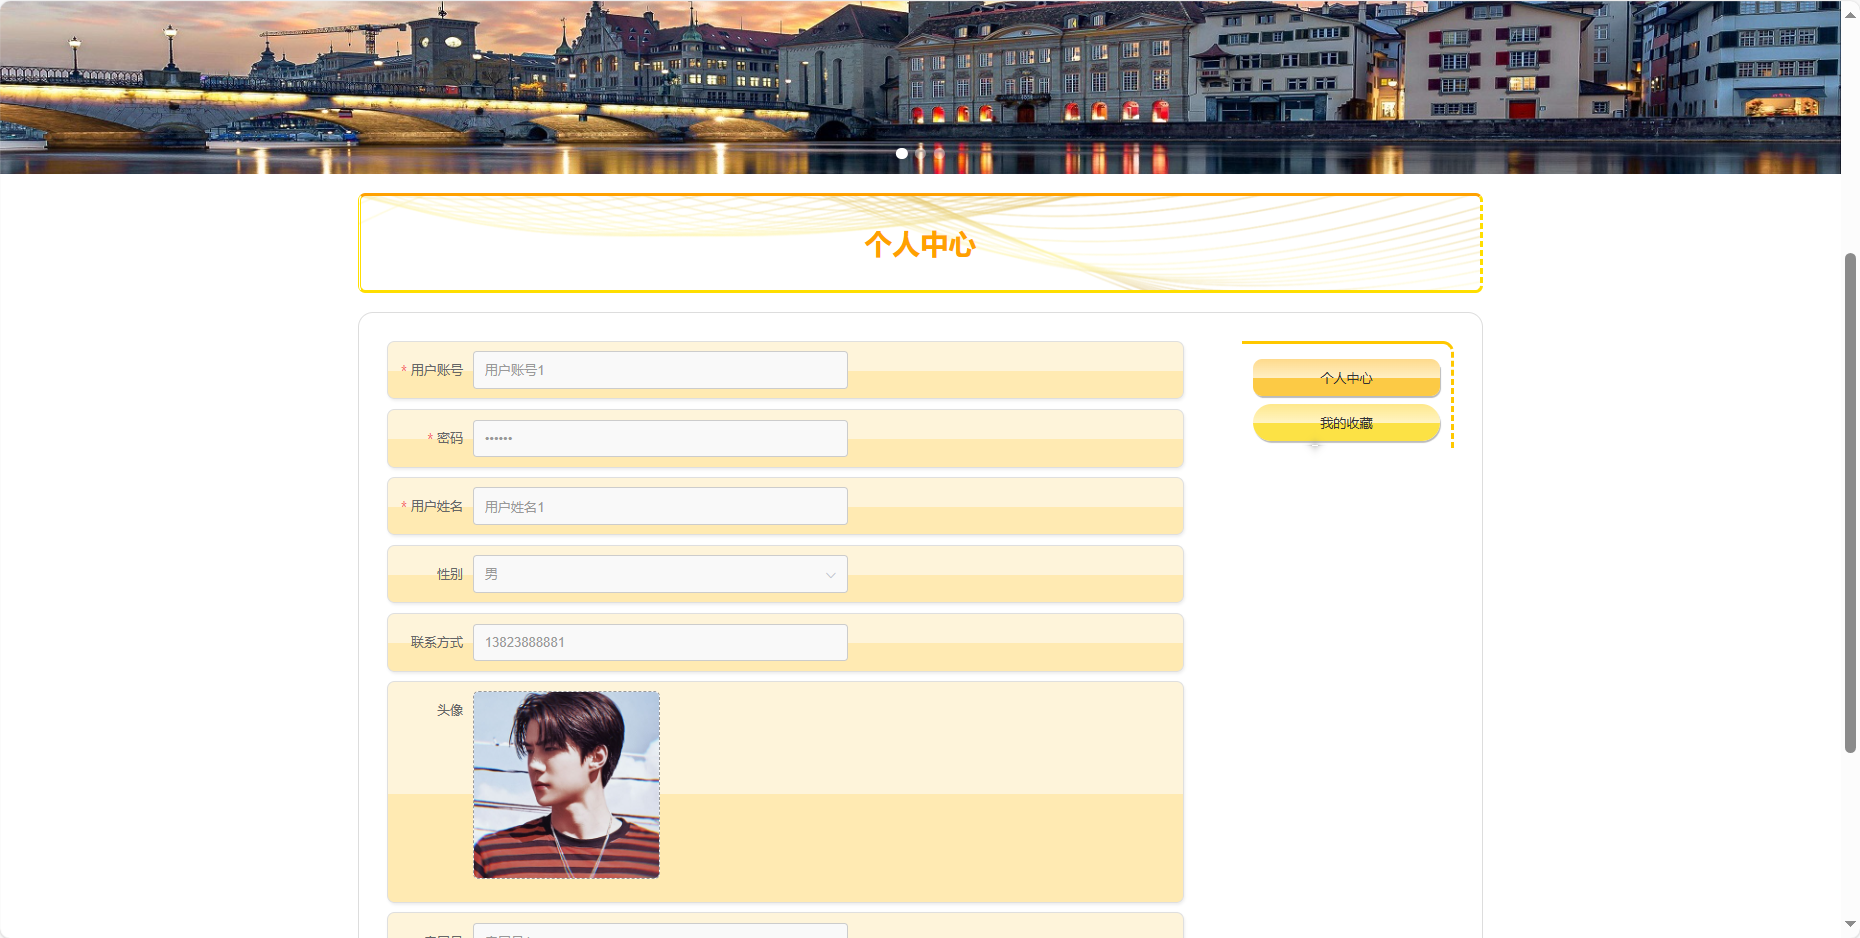 个人中心
* 用户账号 用户账号1
* 密码 ••••••
* 用户姓名 用户姓名1
性别 男
联系方式 13823888881
头像
个人中心
我的收藏